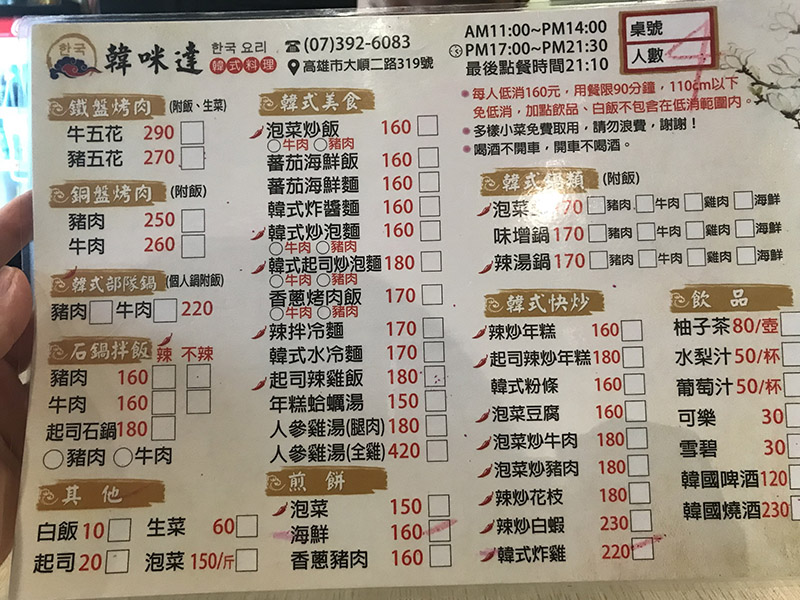 한국
韓咪達
한국 요리
韓式料理
(07)392-6083
高雄市大順二路319號
AM11:00~PM14:00
PM17:00~PM21:30
最後點餐時間21:10
桌號
人數 4
每人低消160元，用餐限90分鐘，110cm以下
免低消，加點飲品、白飯不包含在低消範圍內。
多樣小菜免費取用，請勿浪費，謝謝！
喝酒不開車，開車不喝酒。
鐵盤烤肉 (附飯、生菜)
牛五花 290
豬五花 270
銅盤烤肉 (附飯)
豬肉 250
牛肉 260
韓式部隊鍋 (個人鍋附飯)
豬肉 牛肉 220
石鍋拌飯 辣 不辣
豬肉 160
牛肉 160
起司石鍋 180
豬肉 牛肉
其他
白飯 10 生菜 60
起司 20 泡菜 150/斤
韓式美食
泡菜炒飯 160
牛肉 豬肉
蕃茄海鮮飯 160
蕃茄海鮮麵 160
韓式炸醬麵 160
韓式炒泡麵 160
牛肉 豬肉
韓式起司炒泡麵 180
牛肉 豬肉
香蔥烤肉飯 170
牛肉 豬肉
辣拌冷麵 170
韓式水冷麵 170
起司辣雞飯 180
年糕蛤蠣湯 150
人參雞湯(腿肉) 180
人參雞湯(全雞) 420
煎餅
泡菜 150
海鮮 160
香蔥豬肉 160
韓式鍋類 (附飯)
泡菜 170 豬肉 牛肉 雞肉 海鮮
味增鍋 170 豬肉 牛肉 雞肉 海鮮
辣湯鍋 170 豬肉 牛肉 雞肉 海鮮
韓式快炒
辣炒年糕 160
起司辣炒年糕 180
韓式粉條 160
泡菜豆腐 160
泡菜炒牛肉 180
泡菜炒豬肉 180
辣炒花枝 180
辣炒白蝦 230
韓式炸雞 220
飲品
柚子茶 80/壺
水梨汁 50/杯
葡萄汁 50/杯
可樂 30
雪碧 30
韓國啤酒 120
韓國燒酒 230